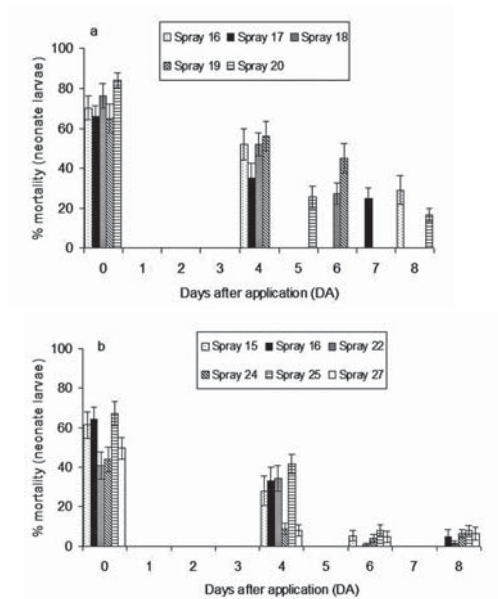 a
Spray 16 Spray 17 Spray 18
Spray 19 Spray 20
% mortality (neonate larvae)
100
80
60
40
20
0
0 1 2 3 4 5 6 7 8
Days after application (DA)
b
Spray 15 Spray 16 Spray 22
Spray 24 Spray 25 Spray 27
% mortality (neonate larvae)
100
80
60
40
20
0
0 1 2 3 4 5 6 7 8
Days after application (DA)